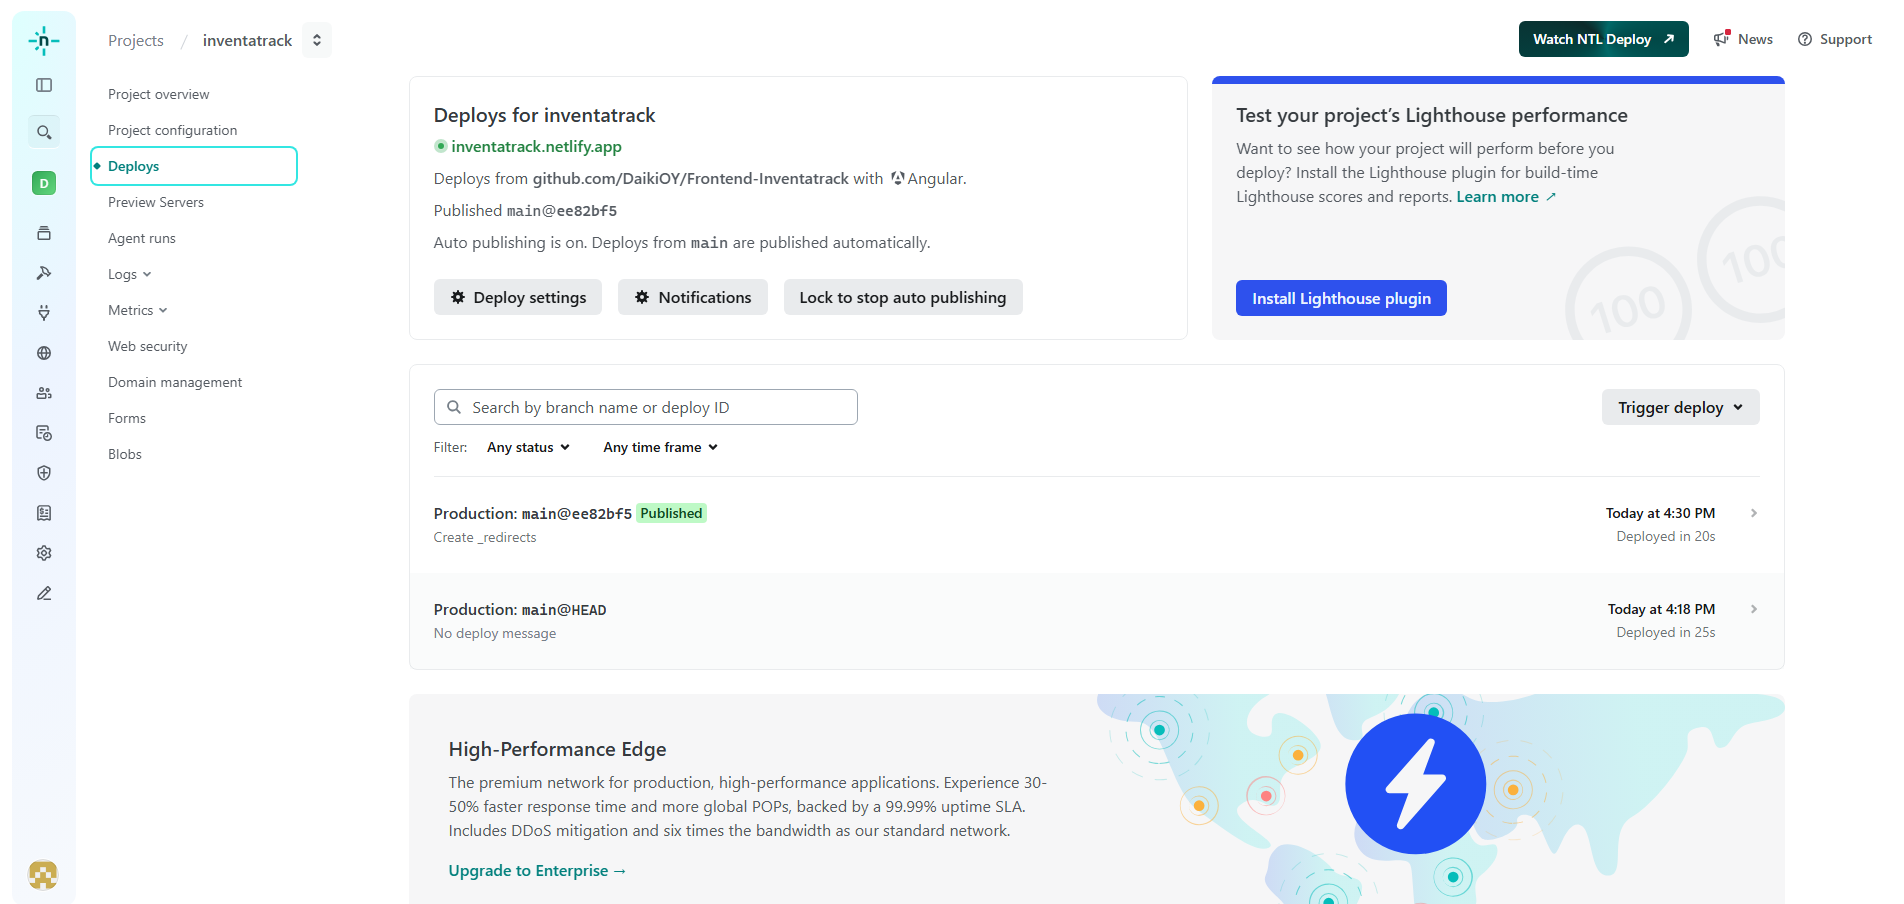 Projects / inventatrack
Watch NTL Deploy ↗
News
Support
Project overview
Project configuration
Deploys
Preview Servers
Agent runs
Logs
Metrics
Web security
Domain management
Forms
Blobs
n
D
Deploys for inventatrack
inventatrack.netlify.app
Deploys from github.com/DaikiOY/Frontend-Inventatrack with Angular.
Published main@ee82bf5
Auto publishing is on. Deploys from main are published automatically.
Deploy settings
Notifications
Lock to stop auto publishing
Test your project’s Lighthouse performance
Want to see how your project will perform before you
deploy? Install the Lighthouse plugin for build-time
Lighthouse scores and reports. Learn more ↗
Install Lighthouse plugin
100
100
Search by branch name or deploy ID
Trigger deploy
Filter: Any status Any time frame
Production: main@ee82bf5 Published
Today at 4:30 PM
Create _redirects
Deployed in 20s
Production: main@HEAD
Today at 4:18 PM
No deploy message
Deployed in 25s
High-Performance Edge
The premium network for production, high-performance applications. Experience 30-
50% faster response time and more global POPs, backed by a 99.99% uptime SLA.
Includes DDoS mitigation and six times the bandwidth as our standard network.
Upgrade to Enterprise →